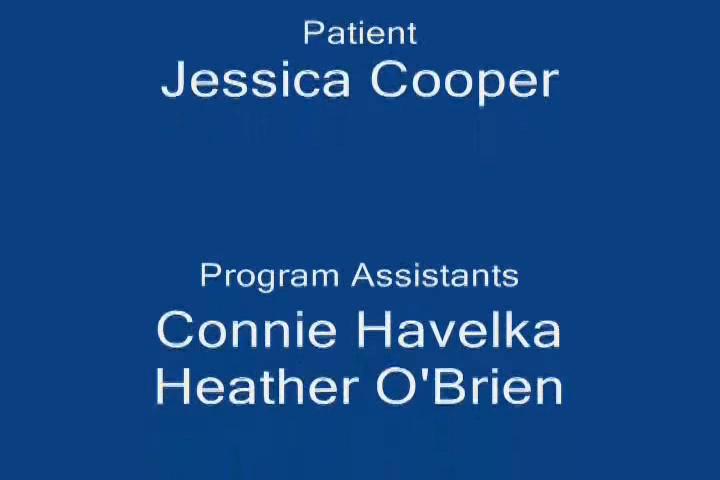 Patient
Jessica Cooper
Program Assistants
Connie Havelka
Heather O'Brien